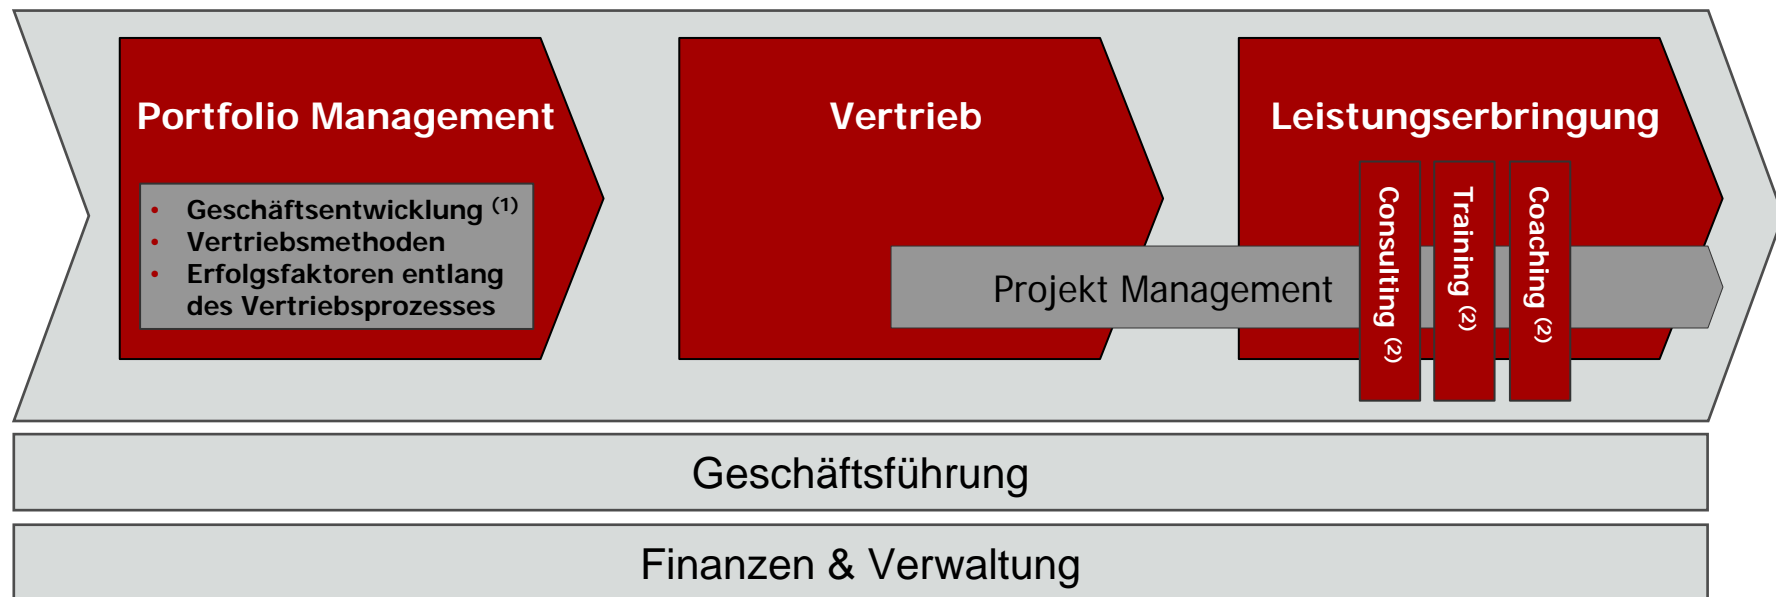 Portfolio Management
Vertrieb
Leistungserbringung
• Geschäftsentwicklung (1)
• Vertriebsmethoden
• Erfolgsfaktoren entlang
des Vertriebsprozesses
Projekt Management
Consulting (2)
Training (2)
Coaching (2)
Geschäftsführung
Finanzen & Verwaltung